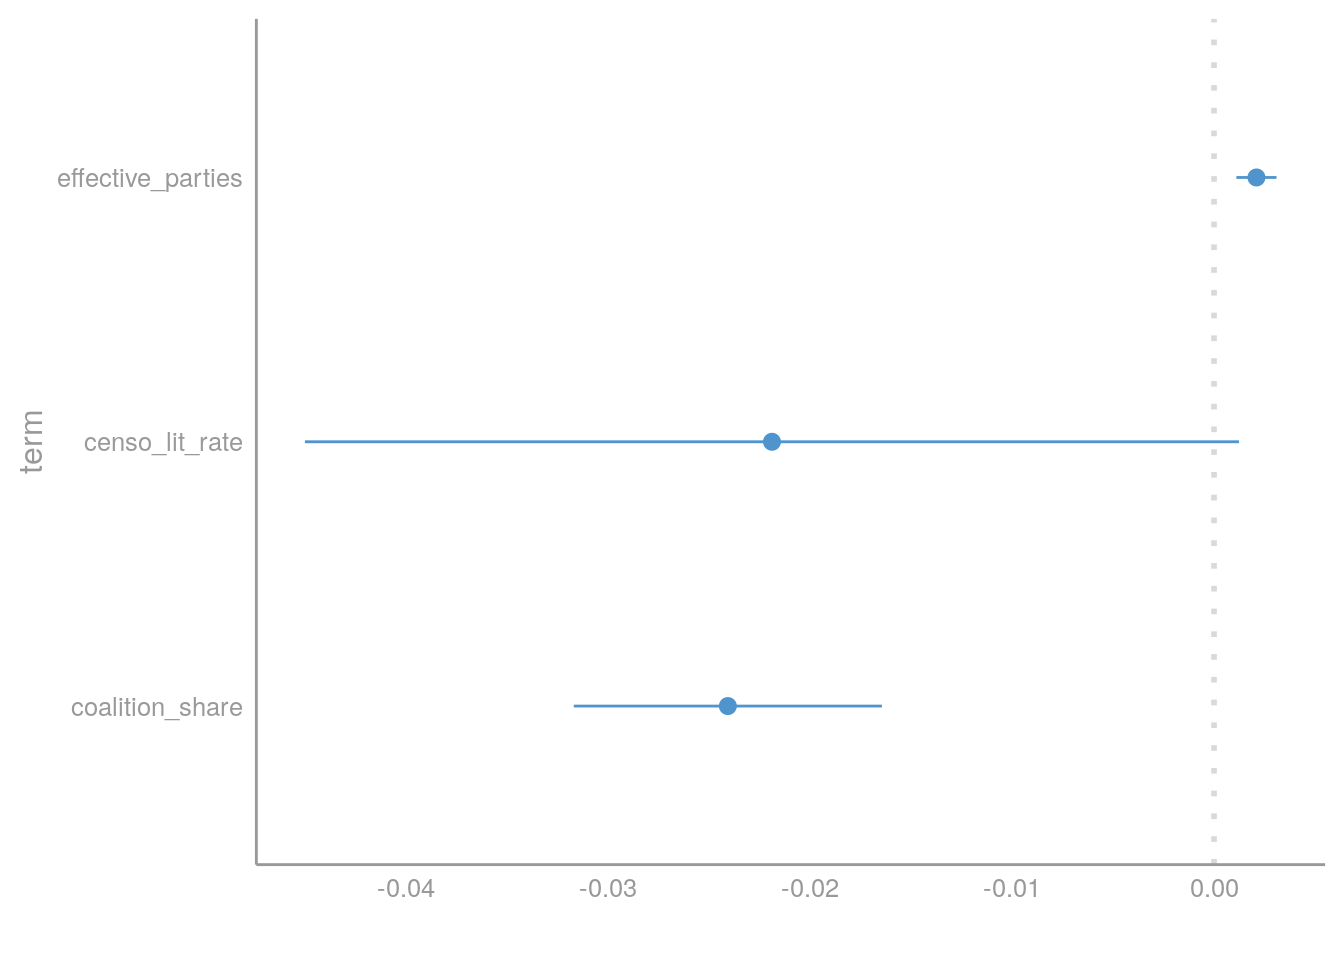 effective_parties
term
censo_lit_rate
coalition_share
-0.04 -0.03 -0.02 -0.01 0.00